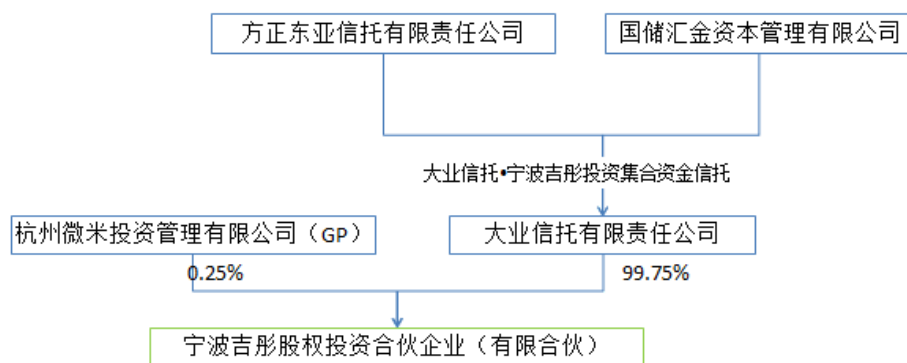 方正东亚信托有限责任公司
国储汇金资本管理有限公司
大业信托•宁波吉彤投资集合资金信托
杭州微米投资管理有限公司（GP）
大业信托有限责任公司
0.25%
99.75%
宁波吉彤股权投资合伙企业（有限合伙）